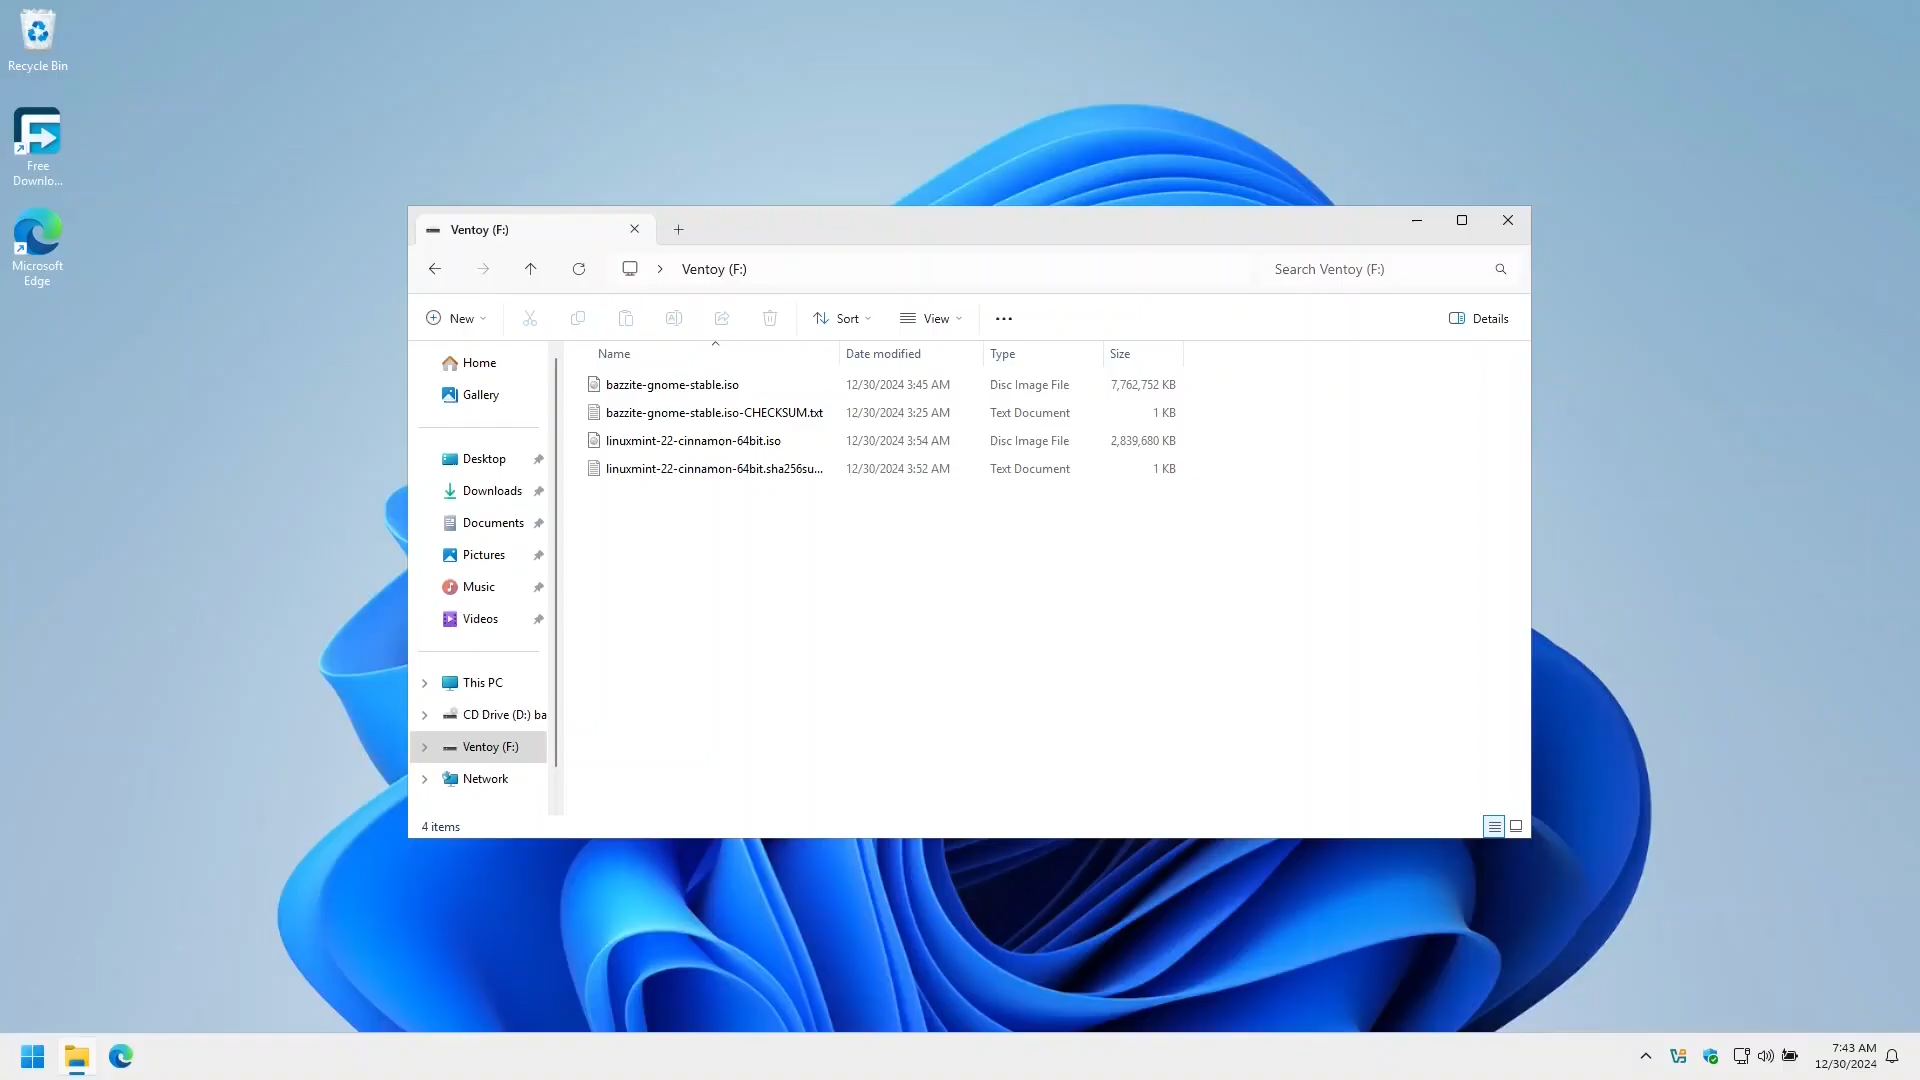 Recycle Bin
Free
Downlo...
Microsoft
Edge
Ventoy (F:)
Ventoy (F:)
Search Ventoy (F:)
New
Sort
View
Details
Home
Gallery
Desktop
Downloads
Documents
Pictures
Music
Videos
This PC
CD Drive (D:) ba
Ventoy (F:)
Network
Name Date modified Type Size
bazzite-gnome-stable.iso 12/30/2024 3:45 AM Disc Image File 7,762,752 KB
bazzite-gnome-stable.iso-CHECKSUM.txt 12/30/2024 3:25 AM Text Document 1 KB
linuxmint-22-cinnamon-64bit.iso 12/30/2024 3:54 AM Disc Image File 2,839,680 KB
linuxmint-22-cinnamon-64bit.sha256su... 12/30/2024 3:52 AM Text Document 1 KB
4 items
7:43 AM
12/30/2024